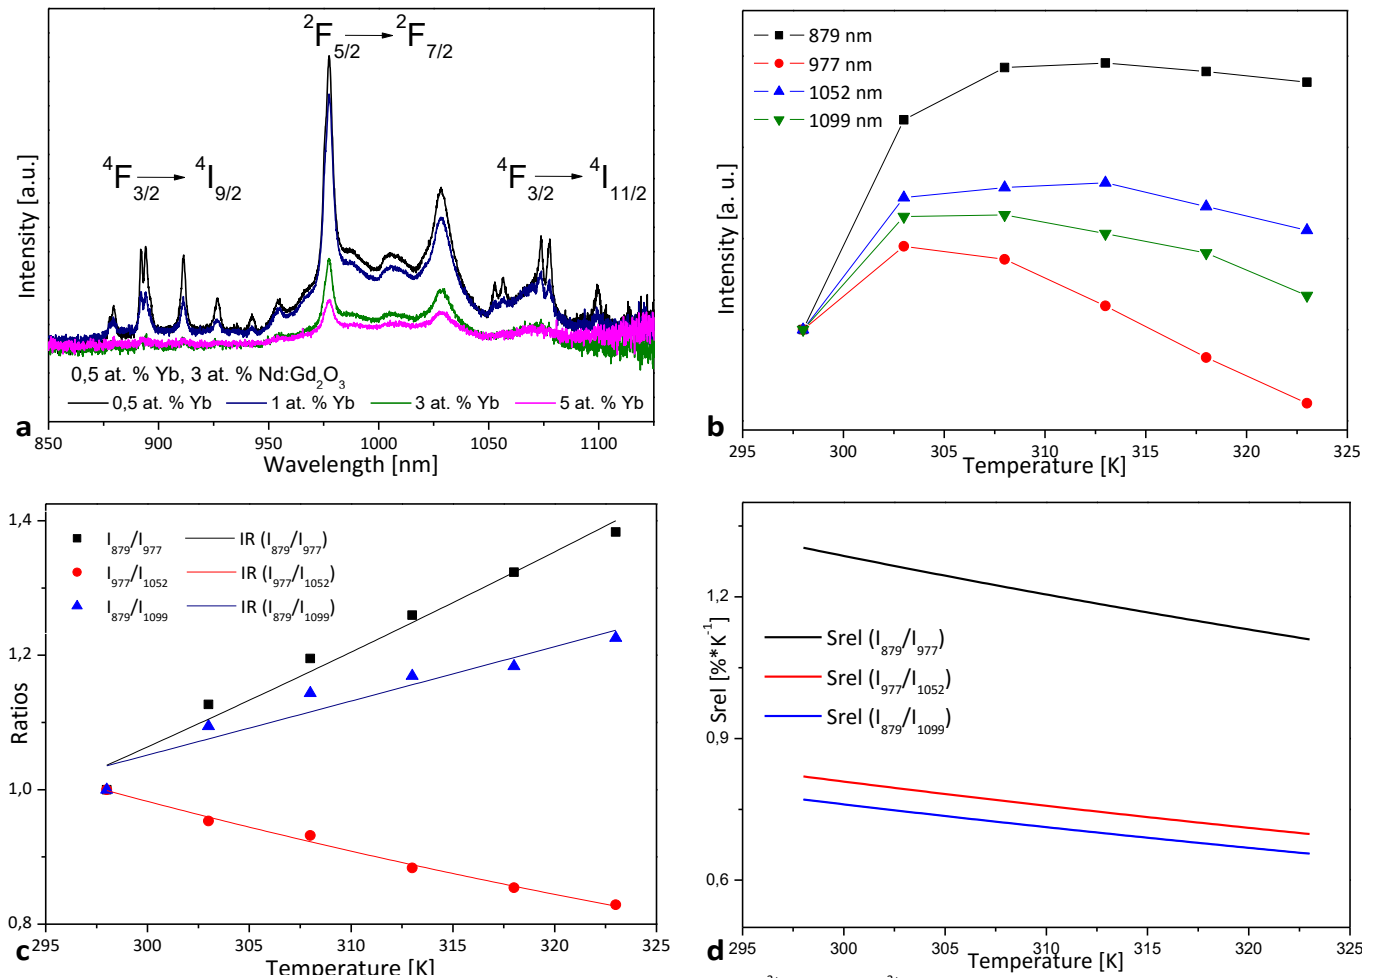 ²F₅/₂ → ²F₇/₂
⁴F₃/₂ → ⁴I₉/₂
⁴F₃/₂ → ⁴I₁₁/₂
Intensity [a.u.]
0,5 at. % Yb, 3 at. % Nd:Gd₂O₃
0,5 at. % Yb 1 at. % Yb 3 at. % Yb 5 at. % Yb
a
850 900 950 1000 1050 1100
Wavelength [nm]
879 nm
977 nm
1052 nm
1099 nm
Intensity [a. u.]
b
295 300 305 310 315 320 325
Temperature [K]
1,4
1,2
1,0
0,8
Ratios
I₈₇₉/I₉₇₇ IR (I₈₇₉/I₉₇₇)
I₉₇₇/I₁₀₅₂ IR (I₉₇₇/I₁₀₅₂)
I₈₇₉/I₁₀₉₉ IR (I₈₇₉/I₁₀₉₉)
c
295 300 305 310 315 320 325
Temperature [K]
1,2
0,9
0,6
Srel [%*K⁻¹]
Srel (I₈₇₉/I₉₇₇)
Srel (I₉₇₇/I₁₀₅₂)
Srel (I₈₇₉/I₁₀₉₉)
d
295 300 305 310 315 320 325
Temperature [K]